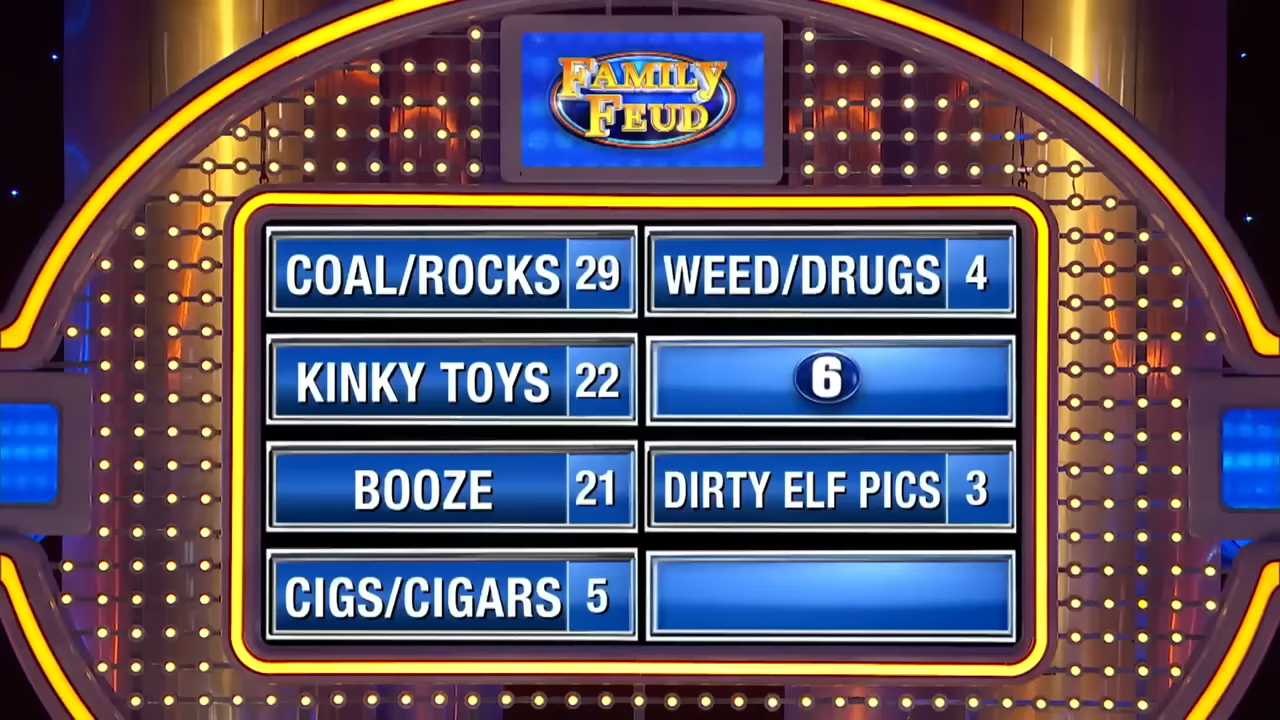 FAMILY
FEUD
COAL/ROCKS 29
KINKY TOYS 22
BOOZE 21
CIGS/CIGARS 5
WEED/DRUGS 4
6
DIRTY ELF PICS 3